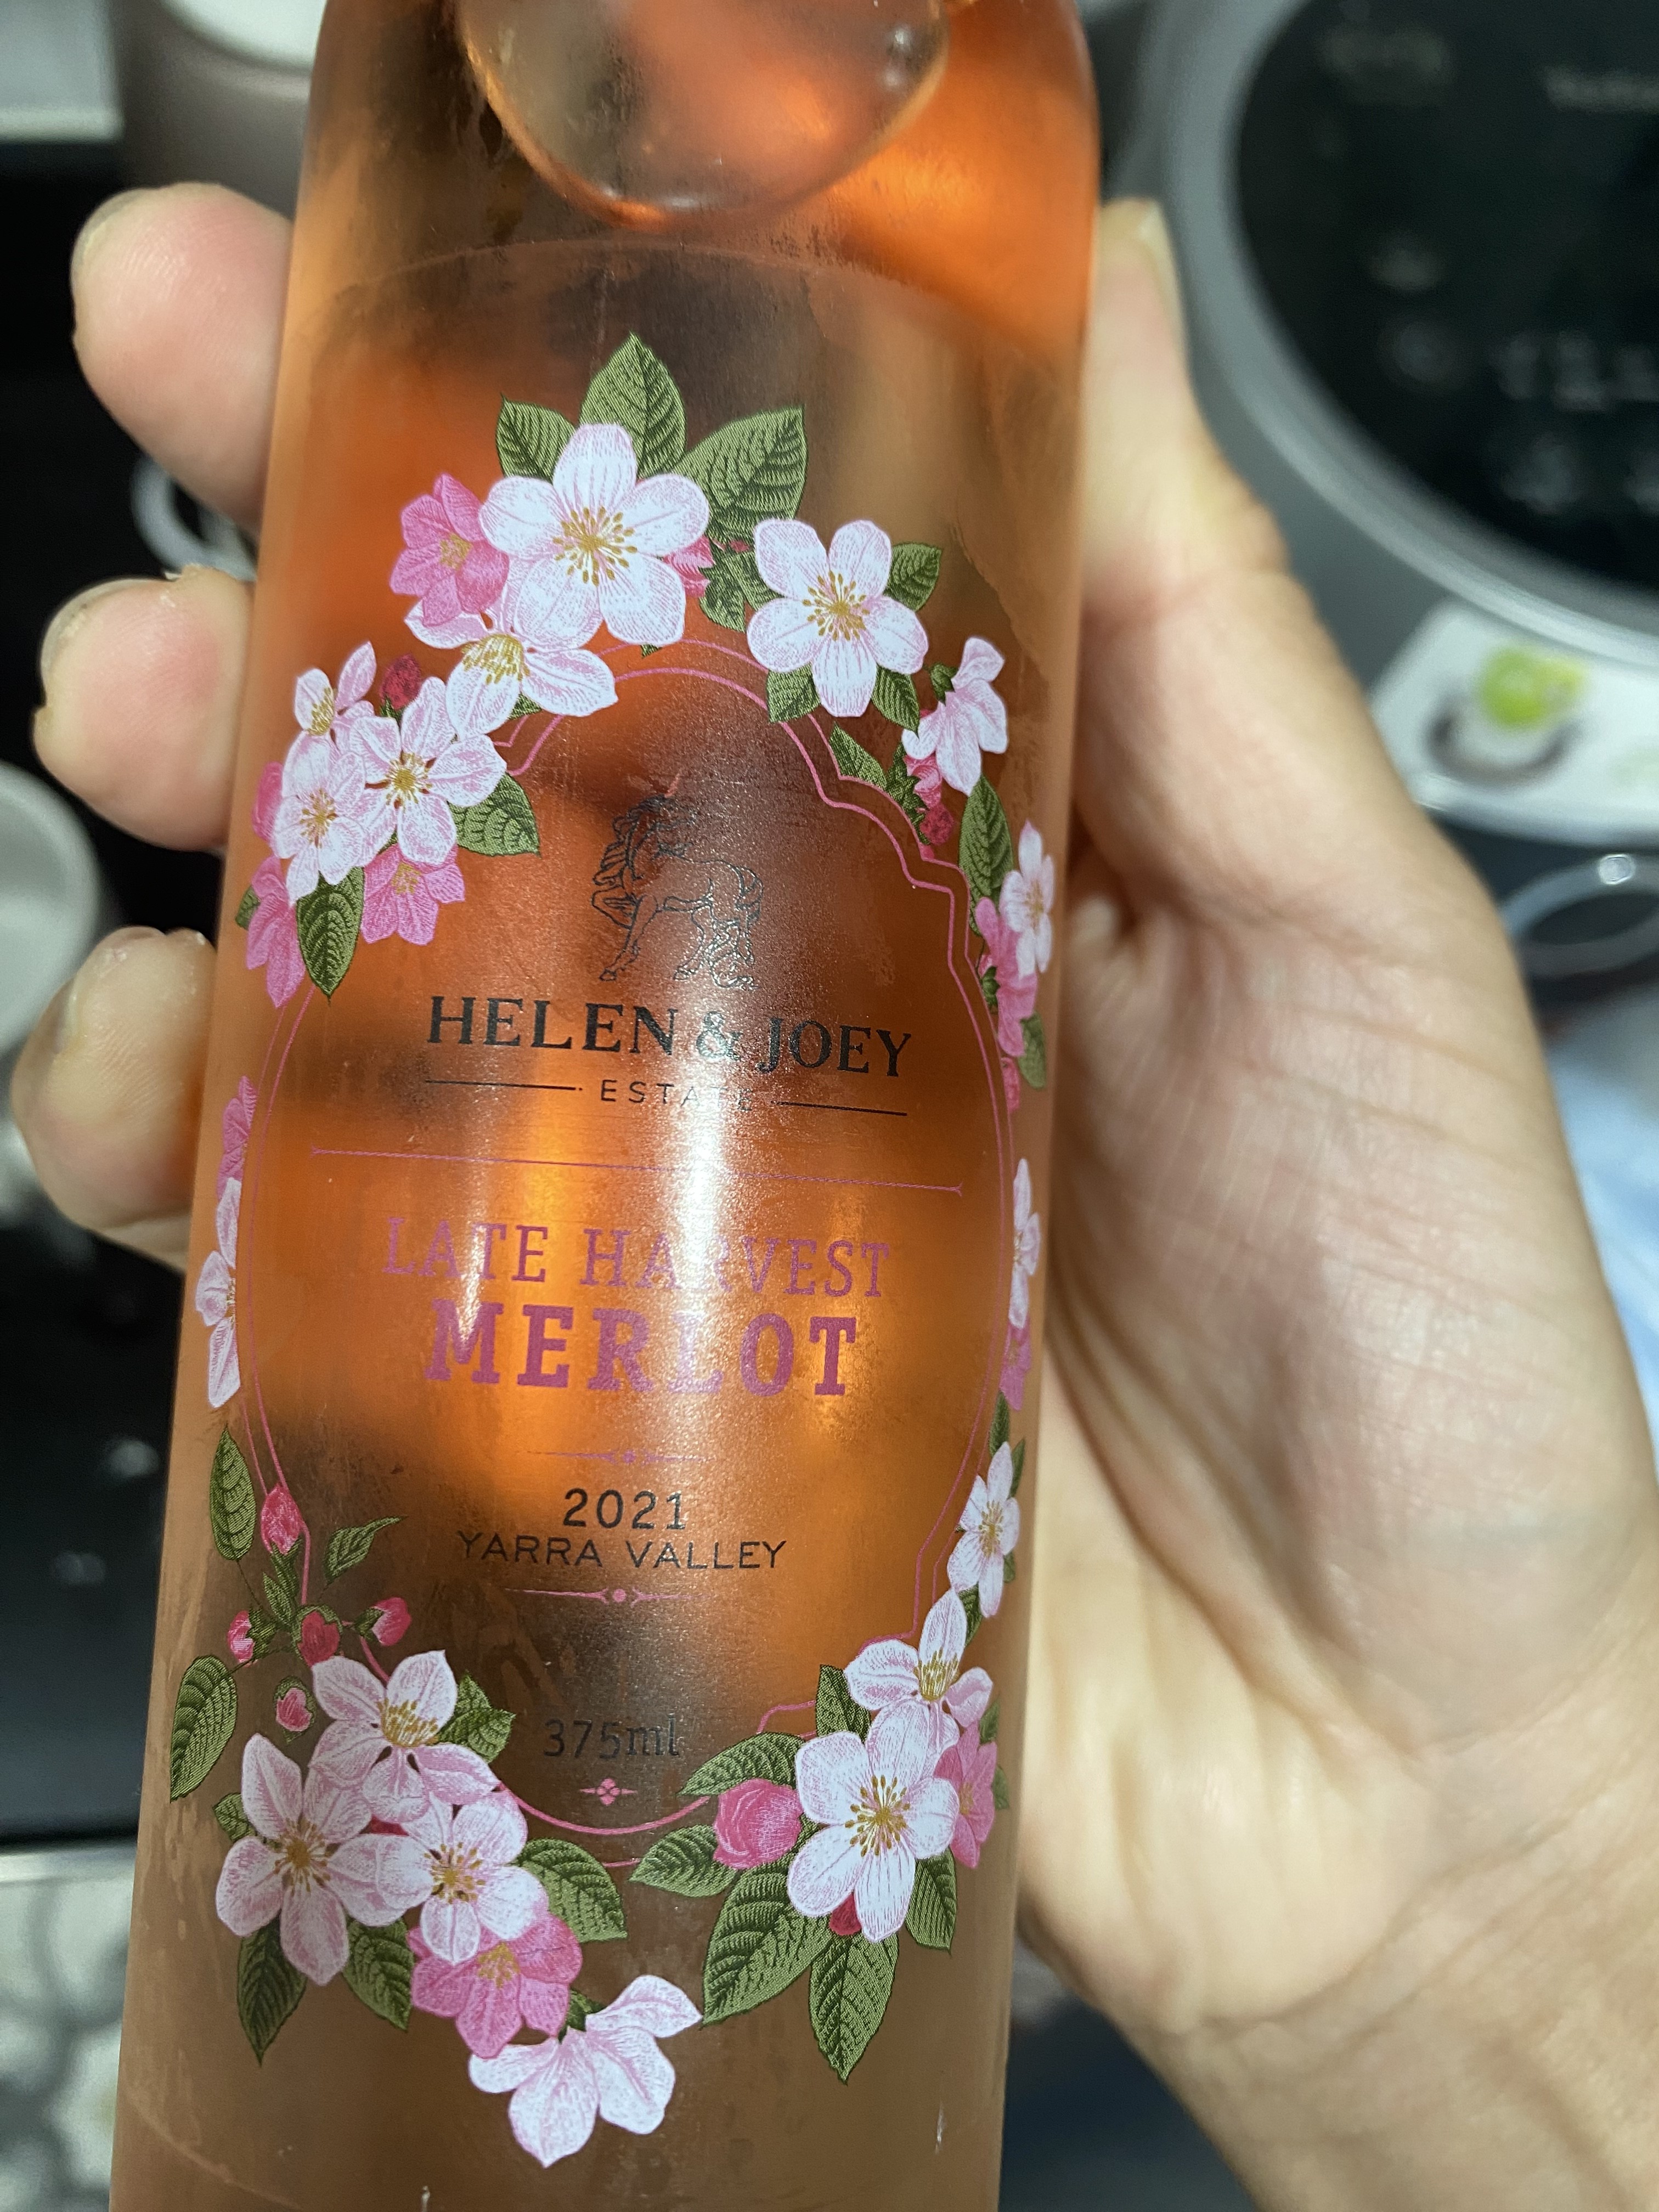 HELEN & JOEY
ESTATE
LATE HARVEST
MERLOT
2021
YARRA VALLEY
375ml